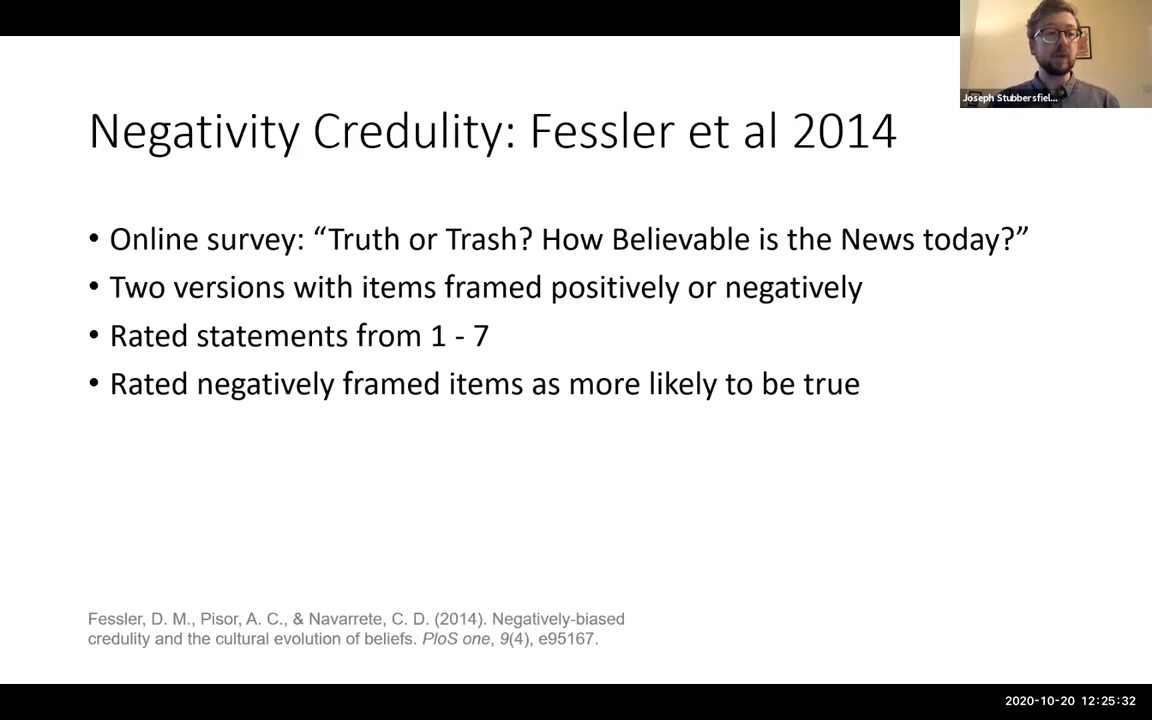 Joseph Stubbersfiel...
Negativity Credulity: Fessler et al 2014
• Online survey: “Truth or Trash? How Believable is the News today?”
• Two versions with items framed positively or negatively
• Rated statements from 1 - 7
• Rated negatively framed items as more likely to be true
Fessler, D. M., Pisor, A. C., & Navarrete, C. D. (2014). Negatively-biased
credulity and the cultural evolution of beliefs. PloS one, 9(4), e95167.
2020-10-20 12:25:32